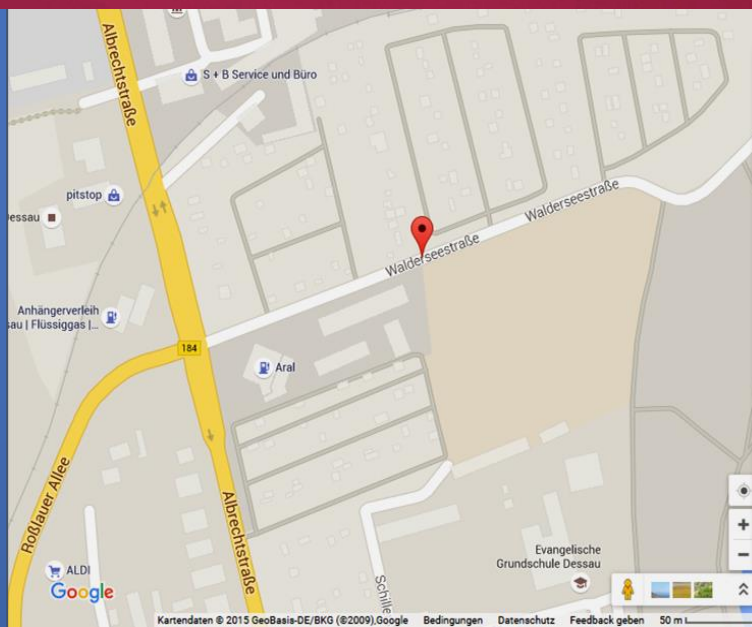 Albrechtstraße
S + B Service und Büro
pitstop
essau
Walderseestraße
Walderseestraße
Anhängerverleih
sau | Flüssiggas |...
184
Aral
Roßlauer Allee
Albrechtstraße
ALDI
Schille
Evangelische
Grundschule Dessau
Google
+
−
Kartendaten © 2015 GeoBasis-DE/BKG (©2009),Google Bedingungen Datenschutz Feedback geben 50 m